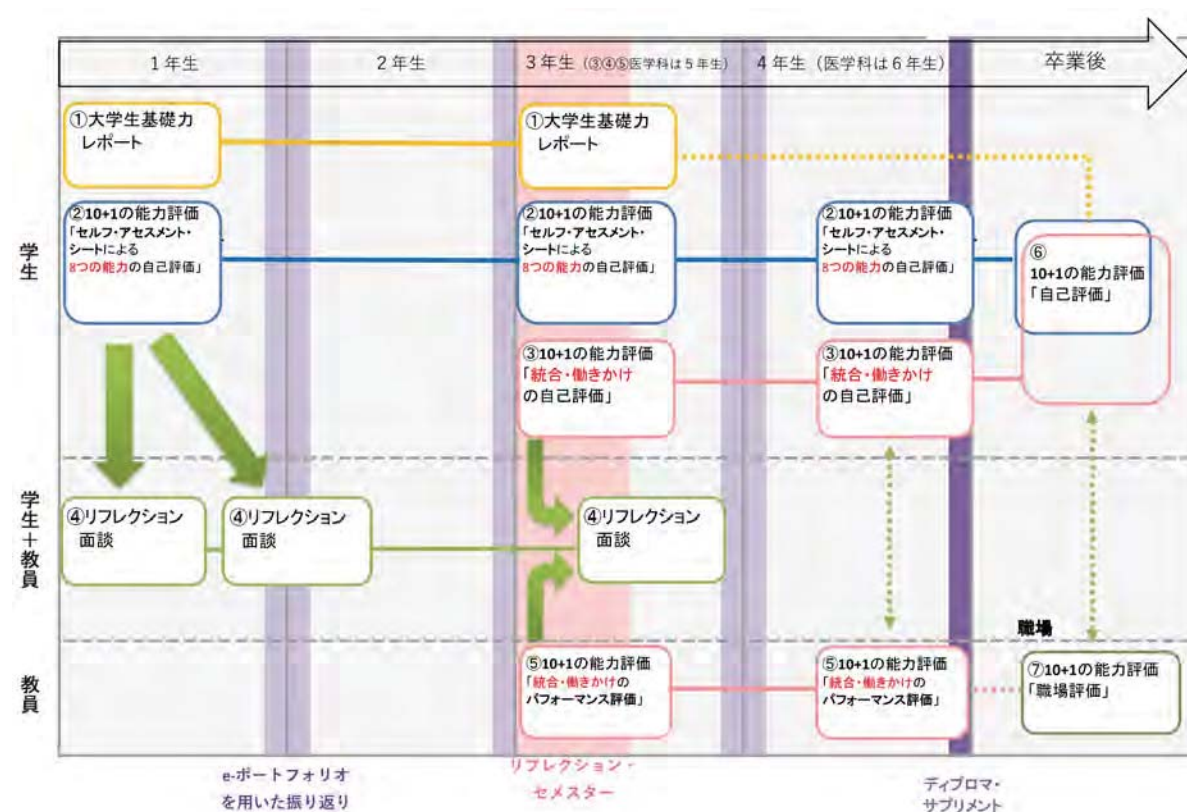 1年生
2年生
3年生（③④⑤医学科は5年生）
4年生（医学科は6年生）
卒業後
学生
①大学生基礎力
レポート
①大学生基礎力
レポート
②10+1の能力評価
「セルフ・アセスメント・
シートによる
8つの能力の自己評価」
②10+1の能力評価
「セルフ・アセスメント・
シートによる
8つの能力の自己評価」
②10+1の能力評価
「セルフ・アセスメント・
シートによる
8つの能力の自己評価」
⑥
10+1の能力評価
「自己評価」
③10+1の能力評価
「統合・働きかけ
の自己評価」
③10+1の能力評価
「統合・働きかけ
の自己評価」
学生＋教員
④リフレクション
面談
④リフレクション
面談
④リフレクション
面談
教員
職場
⑤10+1の能力評価
「統合・働きかけの
パフォーマンス評価」
⑤10+1の能力評価
「統合・働きかけの
パフォーマンス評価」
⑦10+1の能力評価
「職場評価」
e-ポートフォリオ
を用いた振り返り
リフレクション・
セメスター
ディプロマ・
サプリメント